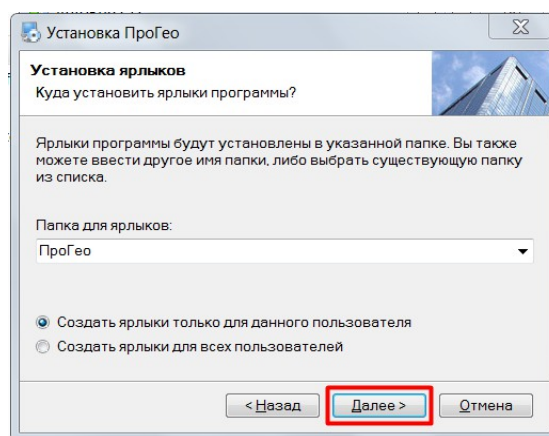 Установка ПроГео
Установка ярлыков
Куда установить ярлыки программы?
Ярлыки программы будут установлены в указанной папке. Вы также
можете ввести другое имя папки, либо выбрать существующую папку
из списка.
Папка для ярлыков:
ПроГео
Создать ярлыки только для данного пользователя
Создать ярлыки для всех пользователей
< Назад
Далее >
Отмена